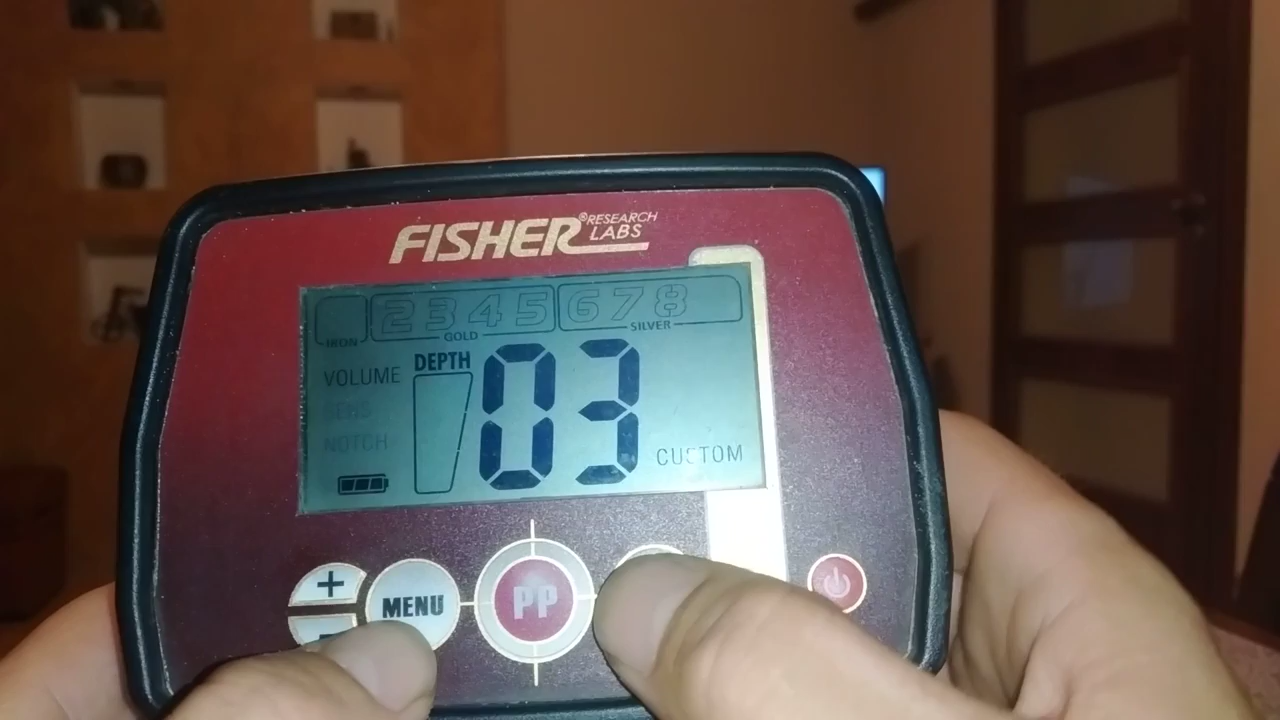 FISHER® RESEARCH LABS
2 3 4 5 6 7 8
IRON GOLD SILVER
VOLUME DEPTH 03
SENS
NOTCH CUSTOM
+ MENU PP